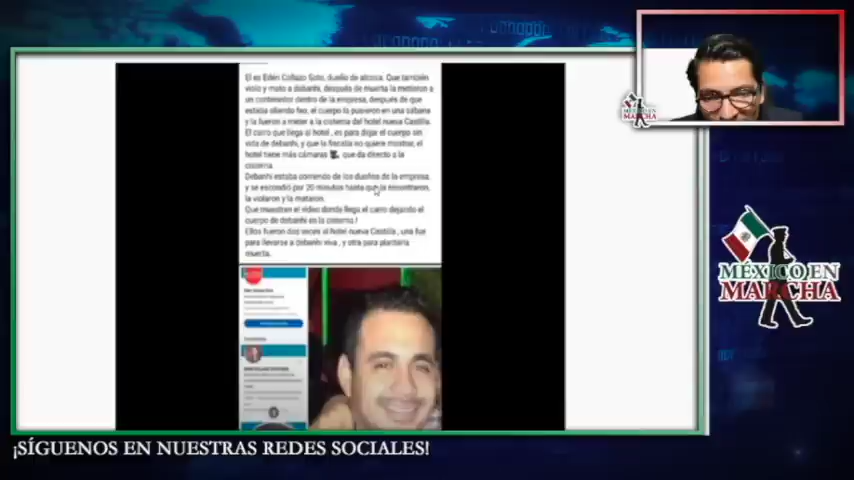 El es Edén Collazo Soto, dueño de alcosa. Que también
violo y mato a debanhi, después de muerta la metieron a
un contenedor dentro de la empresa, después de que
esticia oliendo feo, el cuerpo la pusieron en una sábana
y la fueron a meter a la cisterna del hotel nueva Castilla.
El carro que llega al hotel , es para dejar el cuerpo sin
vida de debanhi, y que la fiscalía no quiere mostrar, el
hotel tiene más cámaras , que da directo a la
cisterna.
Debanhi estaba corriendo de los dueños de la empresa,
y se escondió por 20 minutos hasta que la encontraron,
la violaron y la mataron.
Que muestren el video donde llega el carro dejando el
cuerpo de debanhi en la cisterna !
Ellos fueron dos veces al hotel nueva Castilla , una fue
para llevarse a debanhi viva , y otra para plantarla
muerta.
MÉXICO EN
MARCHA
MÉXICO EN
MARCHA
¡SÍGUENOS EN NUESTRAS REDES SOCIALES!